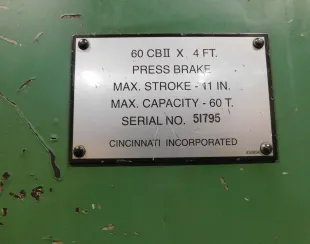 60 CBII X 4 FT.
PRESS BRAKE
MAX. STROKE - 11 IN.
MAX. CAPACITY - 60 T.
SERIAL NO. 51795
CINCINNATI INCORPORATED